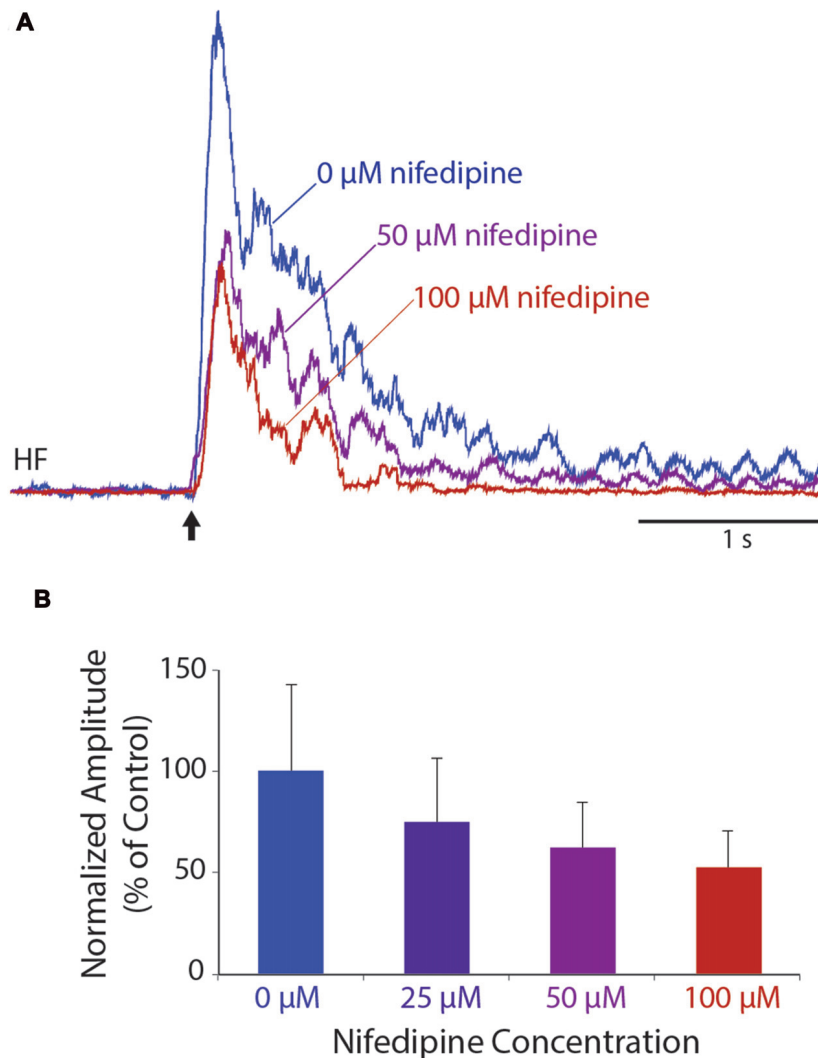 A
0 µM nifedipine
50 µM nifedipine
100 µM nifedipine
HF
1 s
B
Normalized Amplitude
(% of Control)
150
100
50
0
0 µM 25 µM 50 µM 100 µM
Nifedipine Concentration